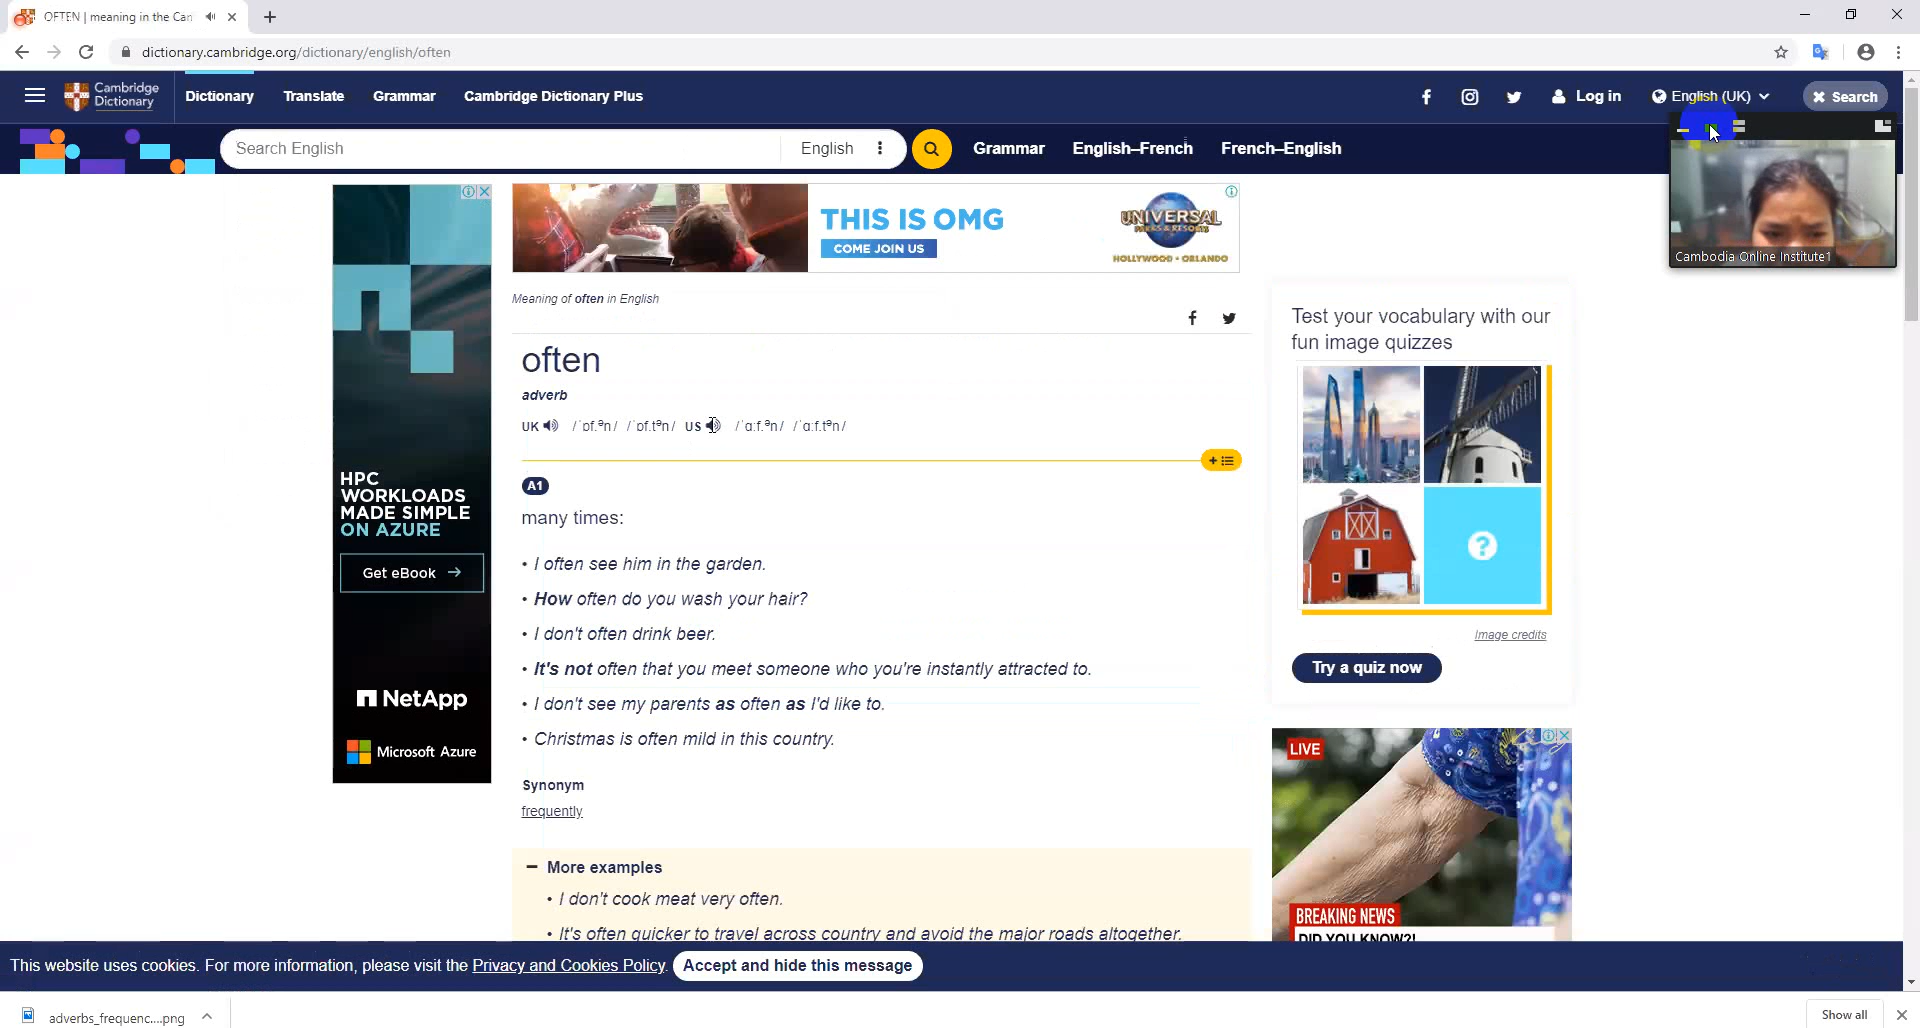 OFTEN | meaning in the Can
dictionary.cambridge.org/dictionary/english/often
Cambridge Dictionary
Dictionary Translate Grammar Cambridge Dictionary Plus
Log in English (UK) Search
Search English English
Grammar English–French French–English
Cambodia Online Institute1
THIS IS OMG
COME JOIN US
UNIVERSAL
PARKS & RESORTS
HOLLYWOOD • ORLANDO
Meaning of often in English
often
adverb
UK /ˈɒf.ən/ /ˈɒf.tən/ US /ˈɑːf.ən/ /ˈɑːf.tən/
A1
many times:
• I often see him in the garden.
• How often do you wash your hair?
• I don't often drink beer.
• It's not often that you meet someone who you're instantly attracted to.
• I don't see my parents as often as I'd like to.
• Christmas is often mild in this country.
Synonym
frequently
– More examples
• I don't cook meat very often.
• It's often quicker to travel across country and avoid the major roads altogether.
HPC
WORKLOADS
MADE SIMPLE
ON AZURE
Get eBook →
NetApp
Microsoft Azure
Test your vocabulary with our
fun image quizzes
?
Image credits
Try a quiz now
LIVE
BREAKING NEWS
DID YOU KNOW?!
This website uses cookies. For more information, please visit the Privacy and Cookies Policy. Accept and hide this message
adverbs_frequenc....png
Show all